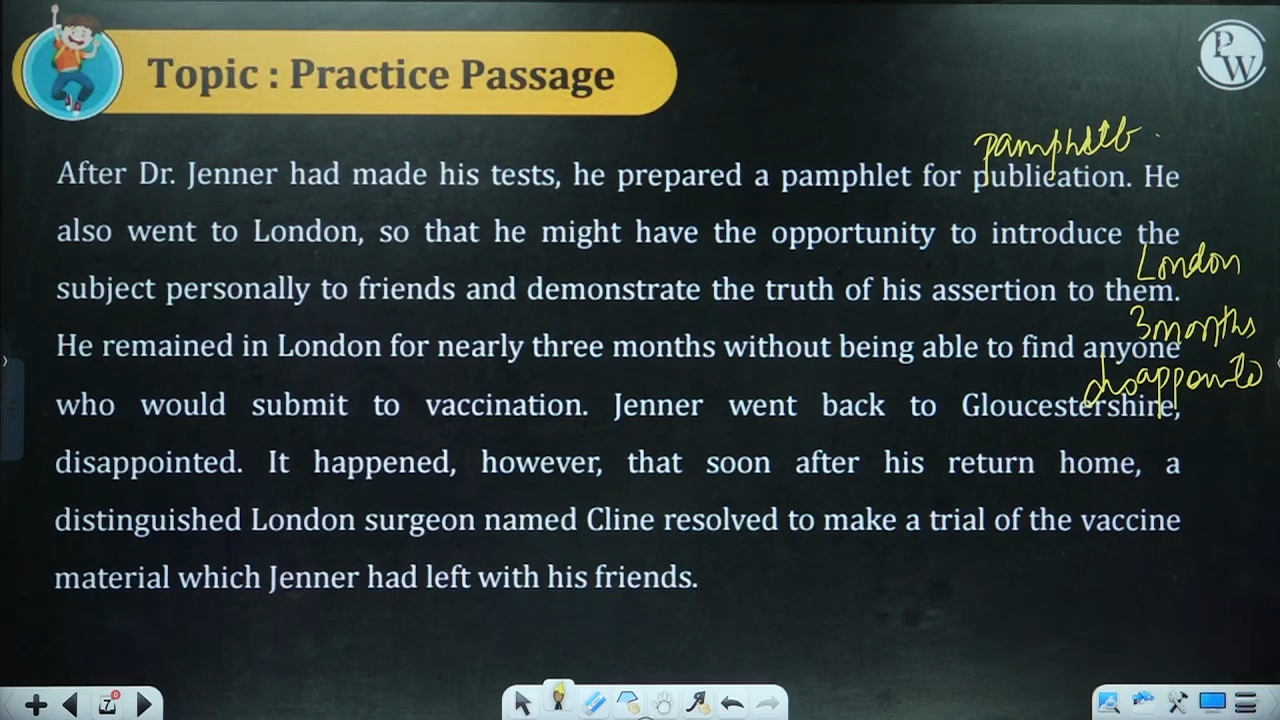 Topic : Practice Passage
PW
pamphlet
After Dr. Jenner had made his tests, he prepared a pamphlet for publication. He
also went to London, so that he might have the opportunity to introduce the
London
subject personally to friends and demonstrate the truth of his assertion to them.
3 months
He remained in London for nearly three months without being able to find anyone
who would submit to vaccination. Jenner went back to Gloucestershire,
disappointed. It happened, however, that soon after his return home, a
distinguished London surgeon named Cline resolved to make a trial of the vaccine
material which Jenner had left with his friends.
7
0